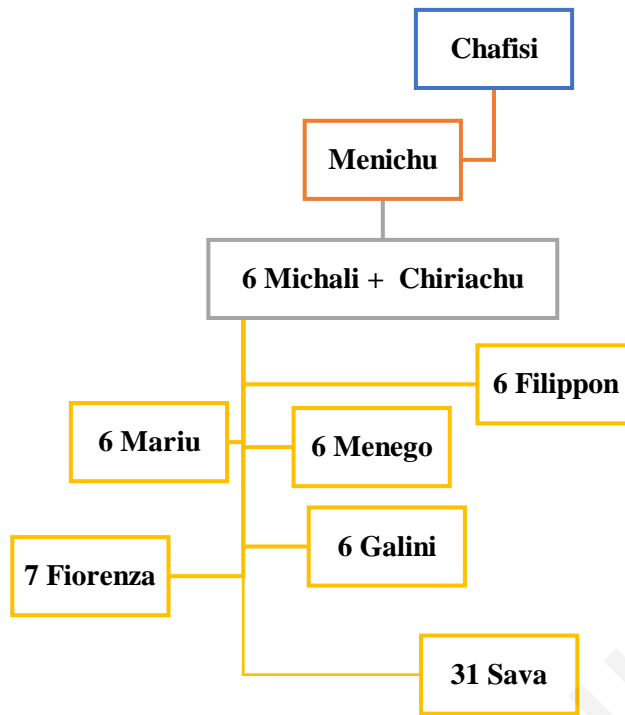 Chafisi
Menichu
6 Michali + Chiriachu
6 Filippon
6 Mariu
6 Menego
6 Galini
7 Fiorenza
31 Sava